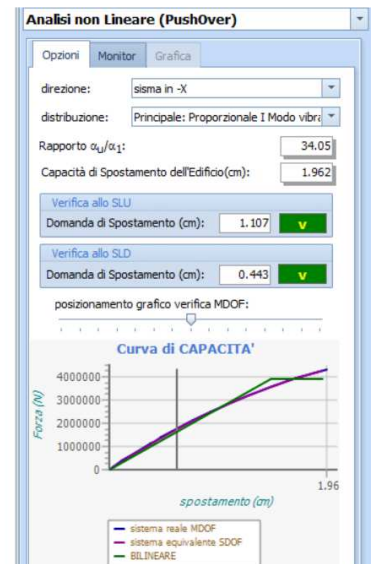 Analisi non Lineare (PushOver)
Opzioni Monitor Grafica
direzione: sisma in -X
distribuzione: Principale: Proporzionale I Modo vibra
Rapporto αu/α1: 34.05
Capacità di Spostamento dell'Edificio(cm): 1.962
Verifica allo SLU
Domanda di Spostamento (cm): 1.107 v
Verifica allo SLD
Domanda di Spostamento (cm): 0.443 v
posizionamento grafico verifica MDOF:
Curva di CAPACITA'
4000000
3000000
2000000
1000000
0
Forza (N)
1.96
spostamento (cm)
sistema reale MDOF
sistema equivalente SDOF
BILINEARE